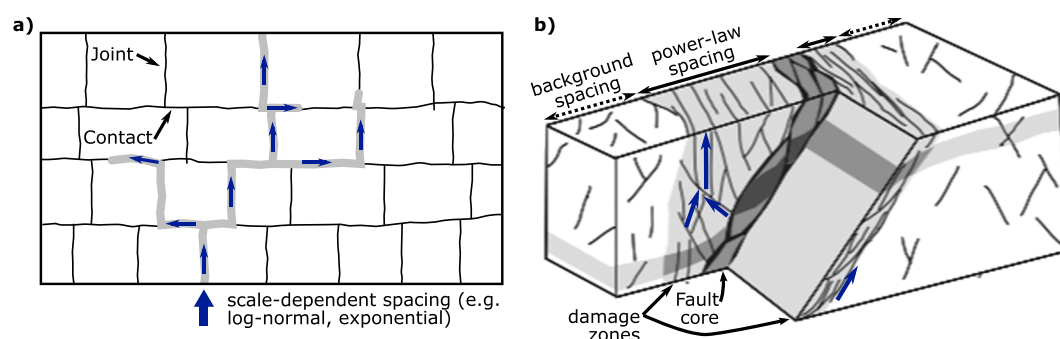 a)
Joint
Contact
scale-dependent spacing (e.g.
log-normal, exponential)
b)
background
spacing
power-law
spacing
damage
zones
Fault
core